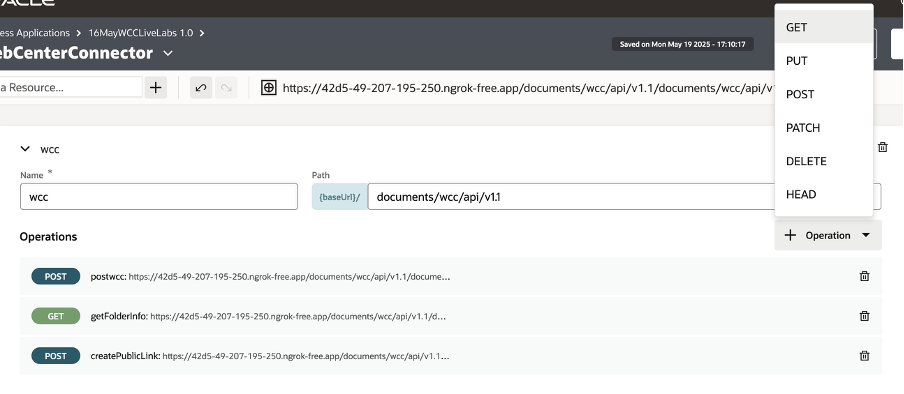 ess Applications > 16MayWCCLiveLabs 1.0 >
ebCenterConnector
Saved on Mon May 19 2025 - 17:10:17
GET
PUT
POST
PATCH
DELETE
HEAD
a Resource...
https://42d5-49-207-195-250.ngrok-free.app/documents/wcc/api/v1.1/documents/wcc/api/v
wcc
Name *
Path
wcc
{baseUrl}/
documents/wcc/api/v1.1
Operations
+ Operation
POST postwcc: https://42d5-49-207-195-250.ngrok-free.app/documents/wcc/api/v1.1/docume...
GET getFolderInfo: https://42d5-49-207-195-250.ngrok-free.app/documents/wcc/api/v1.1/d...
POST createPublicLink: https://42d5-49-207-195-250.ngrok-free.app/documents/wcc/api/v1.1...